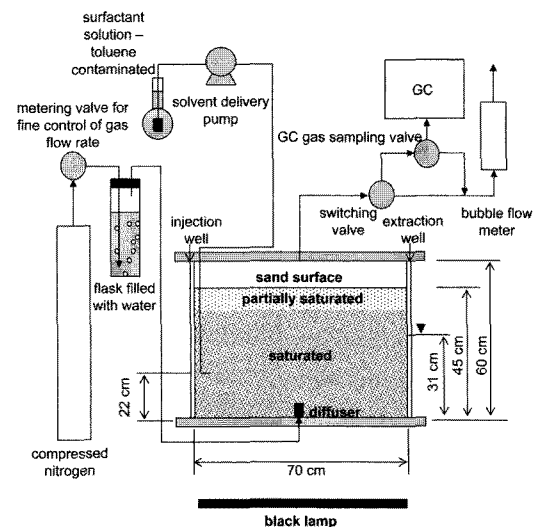 surfactant
solution –
toluene
contaminated
solvent delivery
pump
metering valve for
fine control of gas
flow rate
GC
GC gas sampling valve
switching
valve
extraction
well
bubble flow
meter
injection
well
flask filled
with water
sand surface
partially saturated
saturated
diffuser
22 cm
31 cm
45 cm
60 cm
compressed
nitrogen
70 cm
black lamp